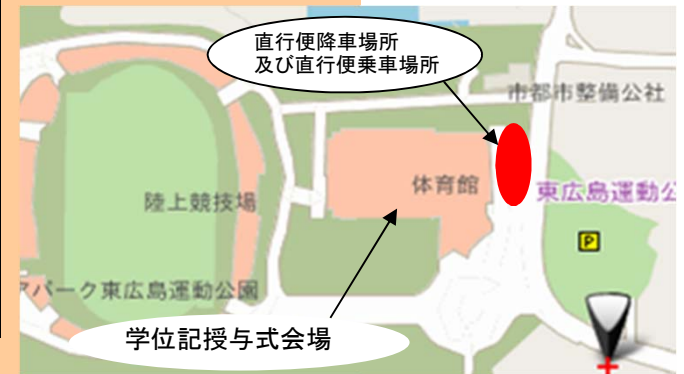 直行便降車場所
及び直行便乗車場所
市都市整備公社
体育館
東広島運動公
陸上競技場
P
アパーク東広島運動公園
学位記授与式会場